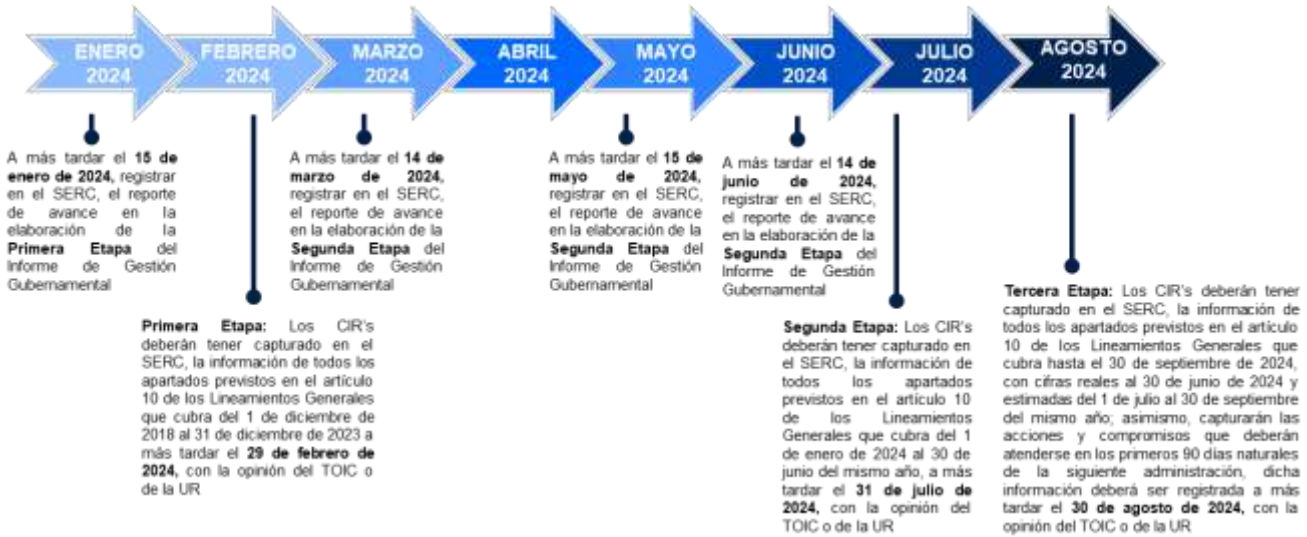 ENERO
2024
FEBRERO
2024
MARZO
2024
ABRIL
2024
MAYO
2024
JUNIO
2024
JULIO
2024
AGOSTO
2024
A más tardar el 15 de
enero de 2024, registrar
en el SERC, el reporte
de avance en la
elaboración de la
Primera Etapa del
Informe de Gestión
Gubernamental
A más tardar el 14 de
marzo de 2024,
registrar en el SERC,
el reporte de avance
en la elaboración de la
Segunda Etapa del
Informe de Gestión
Gubernamental
A más tardar el 15 de
mayo de 2024,
registrar en el SERC,
el reporte de avance
en la elaboración de la
Segunda Etapa del
Informe de Gestión
Gubernamental
A más tardar el 14 de
junio de 2024,
registrar en el SERC,
el reporte de avance
en la elaboración de la
Segunda Etapa del
Informe de Gestión
Gubernamental
Primera Etapa: Los CIR's
deberán tener capturado en el
SERC, la información de todos los
apartados previstos en el artículo
10 de los Lineamientos Generales
que cubra del 1 de diciembre de
2018 al 31 de diciembre de 2023 a
más tardar el 29 de febrero de
2024, con la opinión del TOIC o
de la UR
Segunda Etapa: Los CIR's
deberán tener capturado en
el SERC, la información de
todos los apartados
previstos en el artículo 10
de los Lineamientos
Generales que cubra del 1
de enero de 2024 al 30 de
junio del mismo año, a más
tardar el 31 de julio de
2024, con la opinión del
TOIC o de la UR
Tercera Etapa: Los CIR's deberán tener
capturado en el SERC, la información de
todos los apartados previstos en el artículo
10 de los Lineamientos Generales que
cubra hasta el 30 de septiembre de 2024,
con cifras reales al 30 de junio de 2024 y
estimadas del 1 de julio al 30 de septiembre
del mismo año; asimismo, capturarán las
acciones y compromisos que deberán
atenderse en los primeros 90 días naturales
de la siguiente administración, dicha
información deberá ser registrada a más
tardar el 30 de agosto de 2024, con la
opinión del TOIC o de la UR